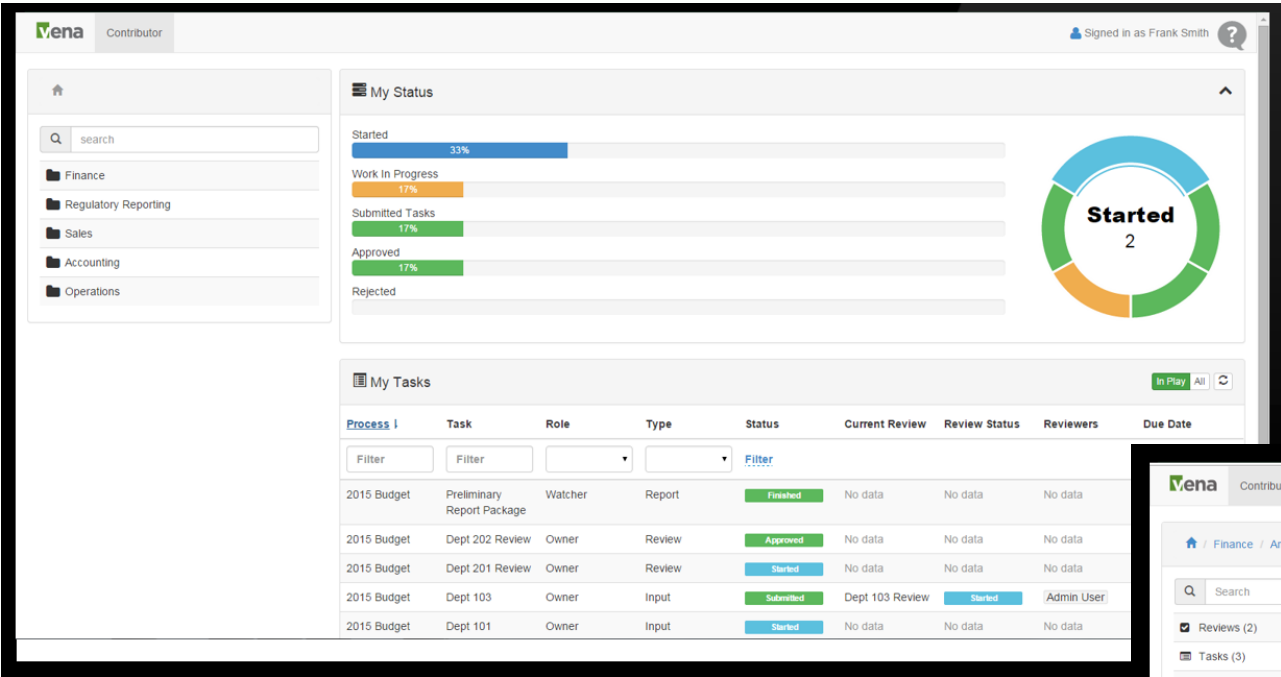 vena Contributor Signed in as Frank Smith ?
My Status
search
Finance
Regulatory Reporting
Sales
Accounting
Operations
Started
33%
Work In Progress
17%
Submitted Tasks
17%
Approved
17%
Rejected
Started
2
My Tasks In Play All
Process Task Role Type Status Current Review Review Status Reviewers Due Date
Filter Filter Filter
2015 Budget Preliminary Report Package Watcher Report Finished No data No data No data
2015 Budget Dept 202 Review Owner Review Approved No data No data No data
2015 Budget Dept 201 Review Owner Review Started No data No data No data
2015 Budget Dept 103 Owner Input Submitted Dept 103 Review Started Admin User
2015 Budget Dept 101 Owner Input Started No data No data No data
vena Contribu
/ Finance / Ar
Search
Reviews (2)
Tasks (3)